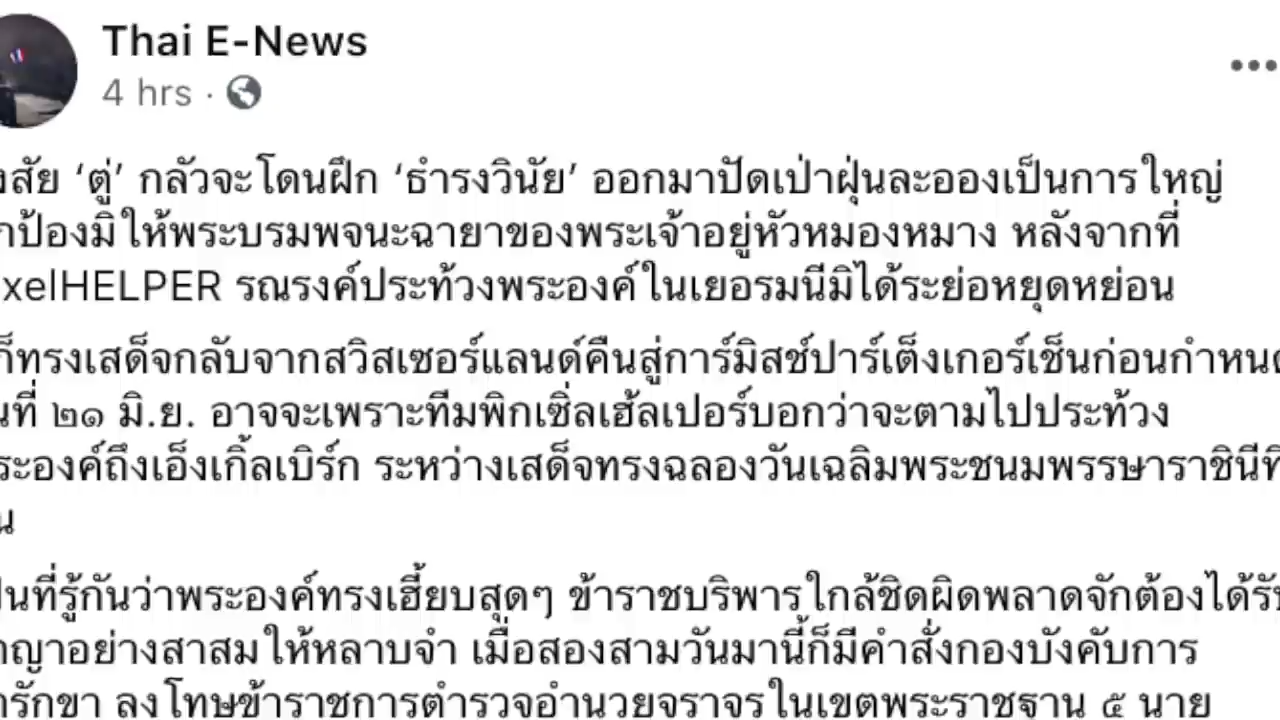 Thai E-News
4 hrs ·
งสัย ‘ตู่’ กลัวจะโดนฝึก ‘ธำรงวินัย’ ออกมาปัดเป่าฝุ่นละอองเป็นการใหญ่
กป้องมิให้พระบรมพจนะฉายาของพระเจ้าอยู่หัวหมองหมาง หลังจากที่
xelHELPER รณรงค์ประท้วงพระองค์ในเยอรมนีมิได้ระย่อหยุดหย่อน
ก็ทรงเสด็จกลับจากสวิสเซอร์แลนด์คืนสู่การ์มิสช์ปาร์เต็งเกอร์เช็นก่อนกำหนด
นที่ ๒๑ มิ.ย. อาจจะเพราะทีมพิกเซิ่ลเฮ้ลเปอร์บอกว่าจะตามไปประท้วง
ระองค์ถึงเอ็งเกิ้ลเบิร์ก ระหว่างเสด็จทรงฉลองวันเฉลิมพระชนมพรรษาราชินีที่
น
ป็นที่รู้กันว่าพระองค์ทรงเฮี้ยบสุดๆ ข้าราชบริพารใกล้ชิดผิดพลาดจักต้องได้รับ
าญาอย่างสาสมให้หลาบจำ เมื่อสองสามวันมานี้ก็มีคำสั่งกองบังคับการ
ารักขา ลงโทษข้าราชการตำรวจอำนวยจราจรในเขตพระราชฐาน ๕ นาย